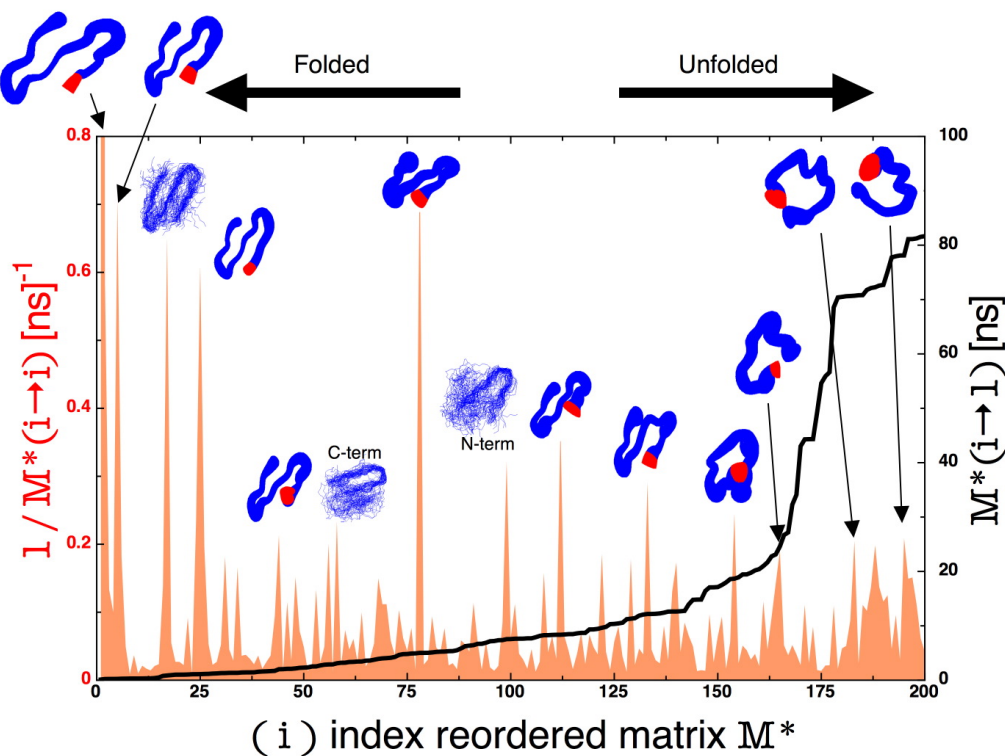 Folded
Unfolded
0.8
0.6
0.4
0.2
0
1/M*(i→i) [ns]-1
C-term
N-term
100
80
60
40
20
0
M*(i→1) [ns]
1
25
50
75
100
125
150
175
200
(i) index reordered matrix M*